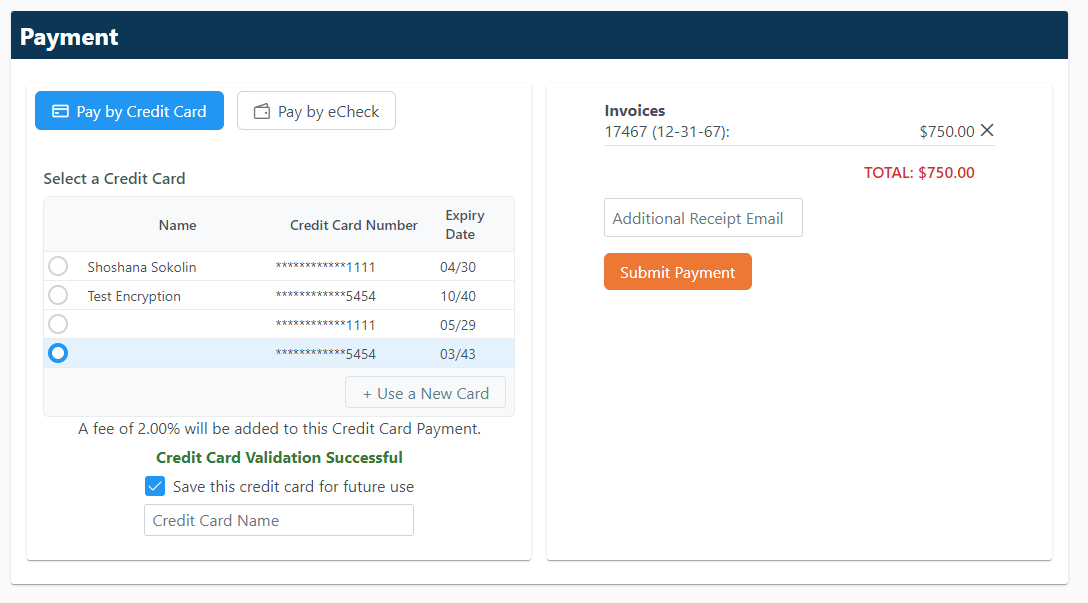 Payment
Pay by Credit Card
Pay by eCheck
Select a Credit Card
Name Credit Card Number Expiry Date
Shoshana Sokolin ************1111 04/30
Test Encryption ************5454 10/40
************1111 05/29
************5454 03/43
+ Use a New Card
A fee of 2.00% will be added to this Credit Card Payment.
Credit Card Validation Successful
Save this credit card for future use
Credit Card Name
Invoices
17467 (12-31-67): $750.00
TOTAL: $750.00
Additional Receipt Email
Submit Payment